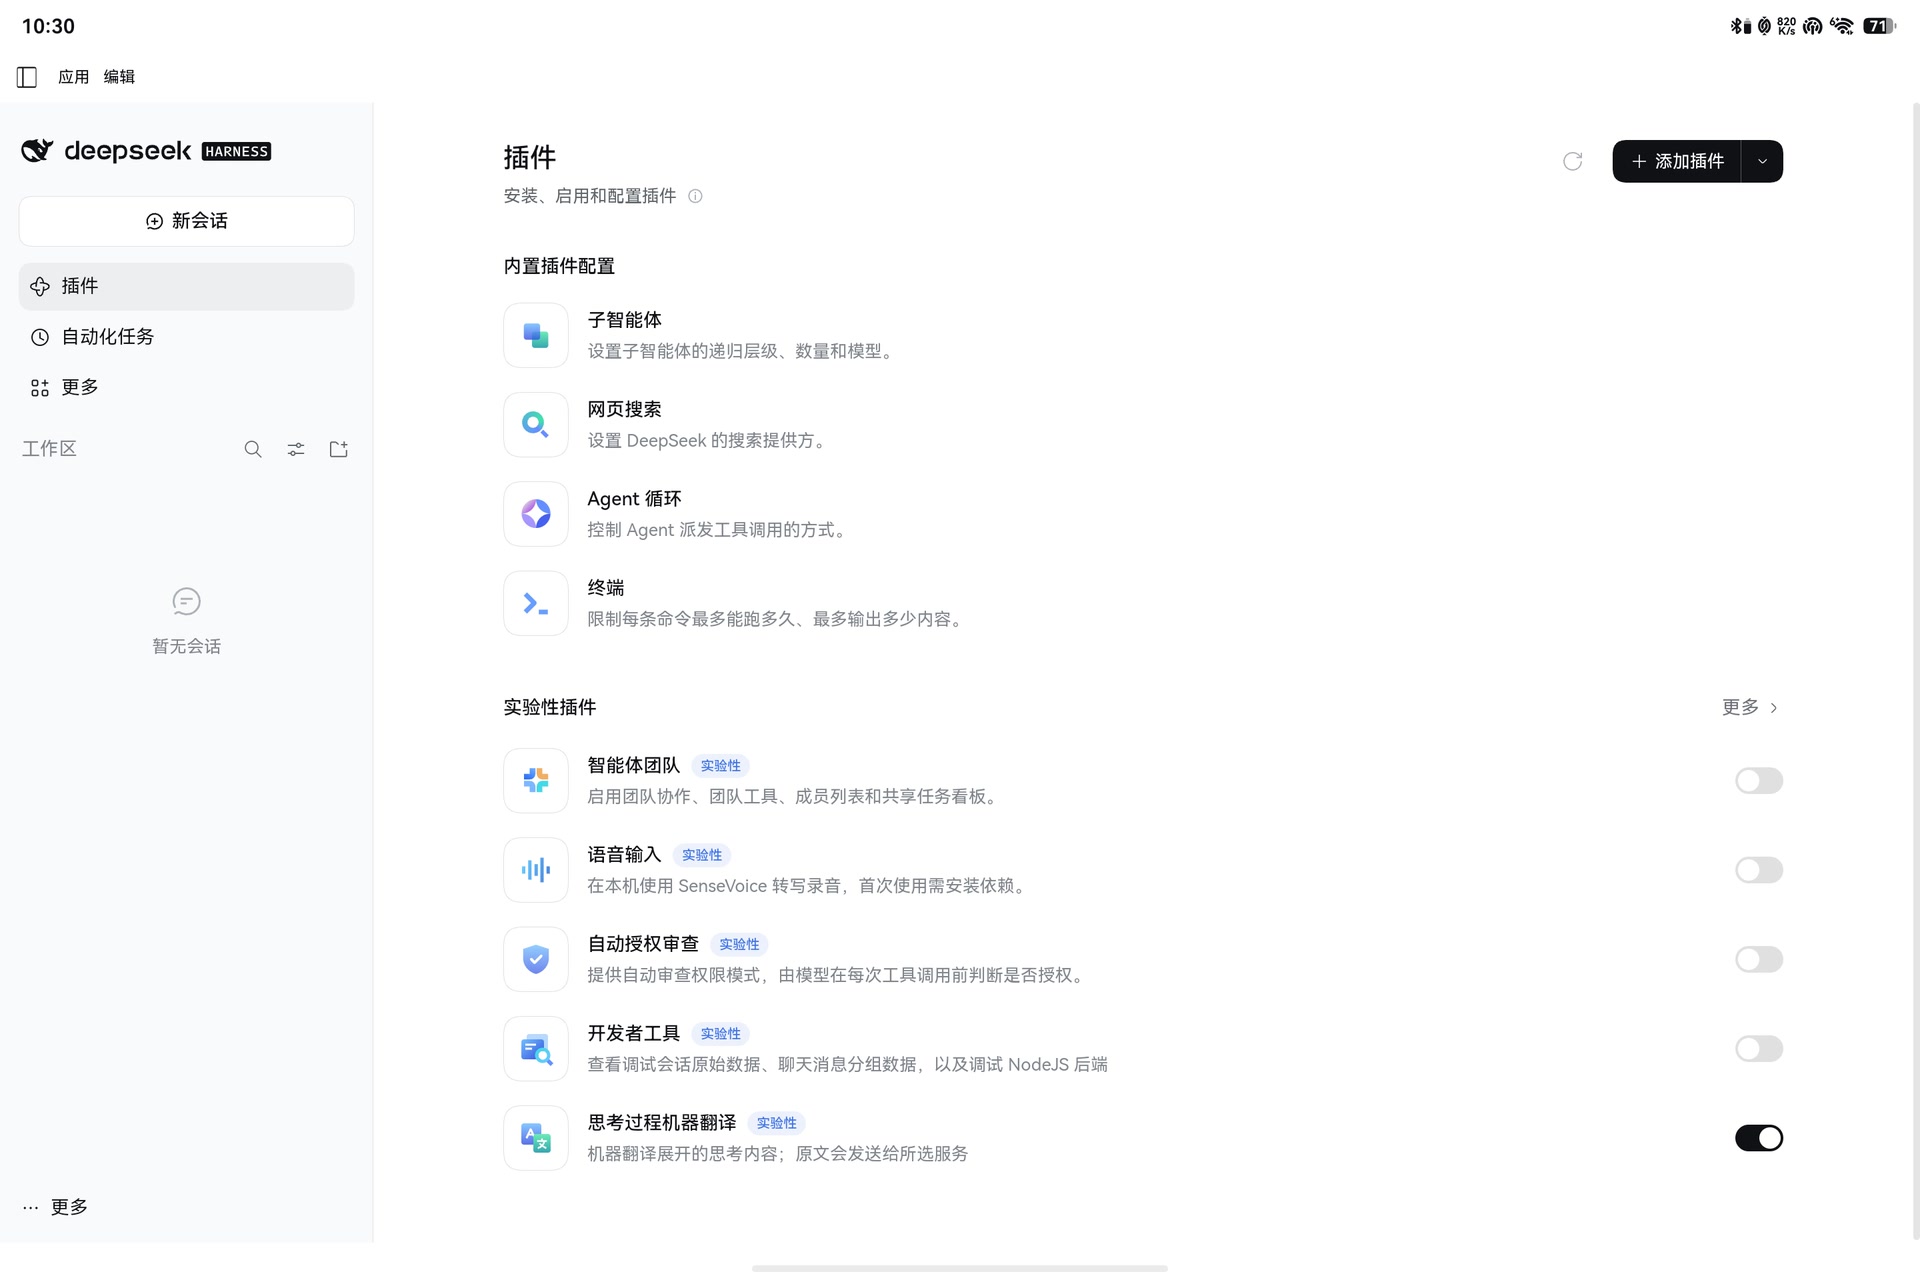 10:30
820 K/s
71
应用 编辑
deepseek HARNESS
新会话
插件
自动化任务
更多
工作区
暂无会话
更多
插件
安装、启用和配置插件
添加插件
内置插件配置
子智能体
设置子智能体的递归层级、数量和模型。
网页搜索
设置 DeepSeek 的搜索提供方。
Agent 循环
控制 Agent 派发工具调用的方式。
终端
限制每条命令最多能跑多久、最多输出多少内容。
实验性插件
更多
智能体团队 实验性
启用团队协作、团队工具、成员列表和共享任务看板。
语音输入 实验性
在本机使用 SenseVoice 转写录音，首次使用需安装依赖。
自动授权审查 实验性
提供自动审查权限模式，由模型在每次工具调用前判断是否授权。
开发者工具 实验性
查看调试会话原始数据、聊天消息分组数据，以及调试 NodeJS 后端
思考过程机器翻译 实验性
机器翻译展开的思考内容；原文会发送给所选服务